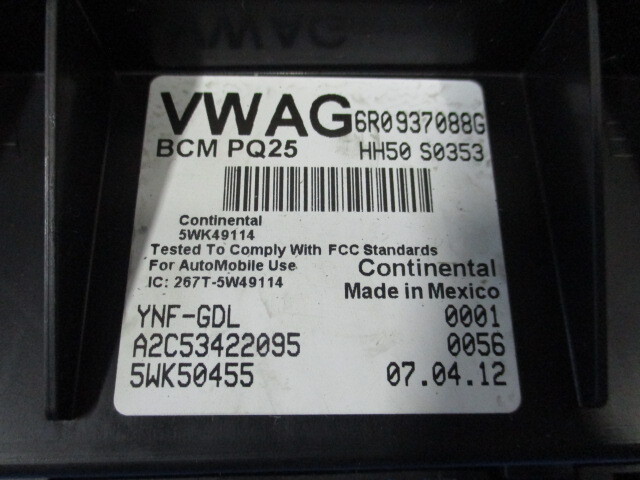 VWAG 6R0937088G
BCM PQ25 HH50 S0353
Continental
5WK49114
Tested To Comply With FCC Standards
For AutoMobile Use
IC: 267T-5W49114
Continental
Made in Mexico
YNF-GDL 0001
A2C53422095 0056
5WK50455 07.04.12